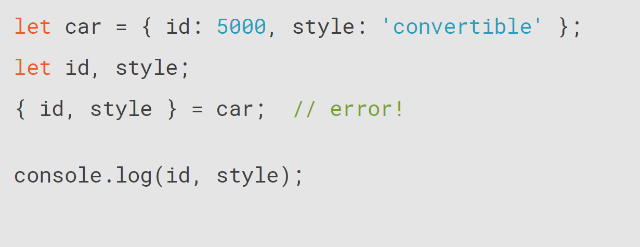 let car = { id: 5000, style: 'convertible' };
let id, style;
{ id, style } = car;  // error!
console.log(id, style);